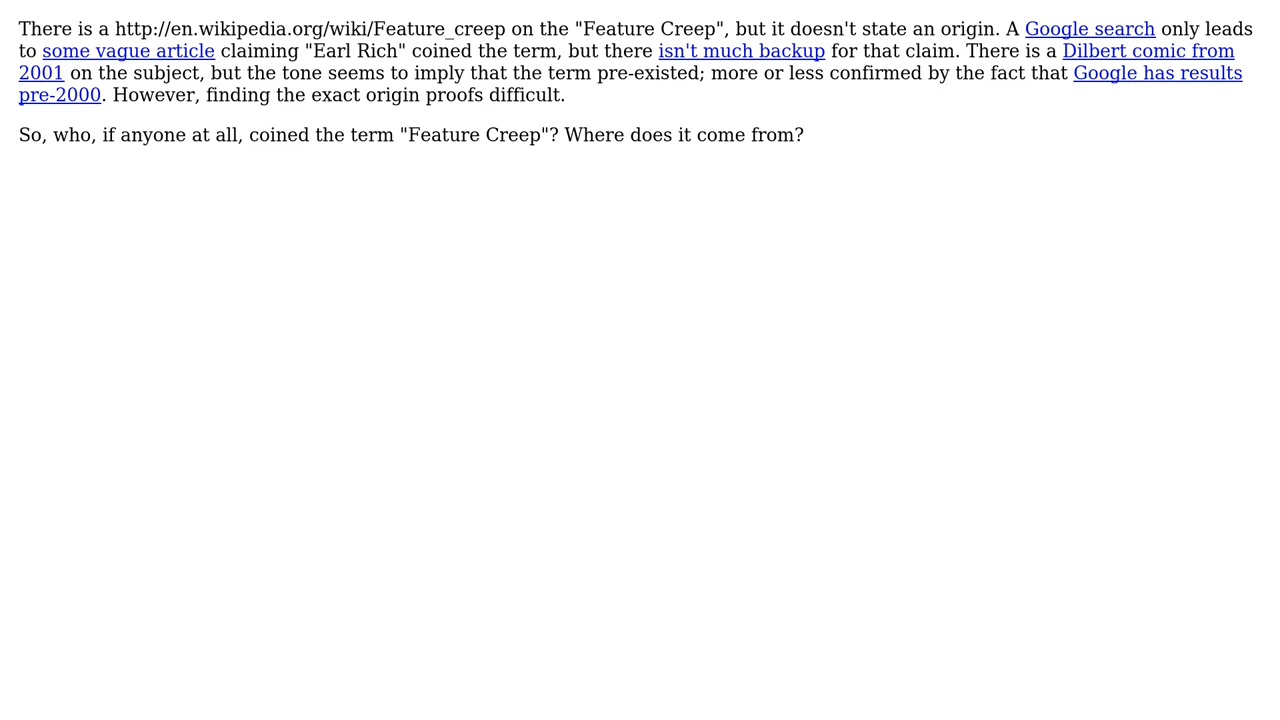 There is a http://en.wikipedia.org/wiki/Feature_creep on the "Feature Creep", but it doesn't state an origin. A Google search only leads
to some vague article claiming "Earl Rich" coined the term, but there isn't much backup for that claim. There is a Dilbert comic from
2001 on the subject, but the tone seems to imply that the term pre-existed; more or less confirmed by the fact that Google has results
pre-2000. However, finding the exact origin proofs difficult.
So, who, if anyone at all, coined the term "Feature Creep"? Where does it come from?